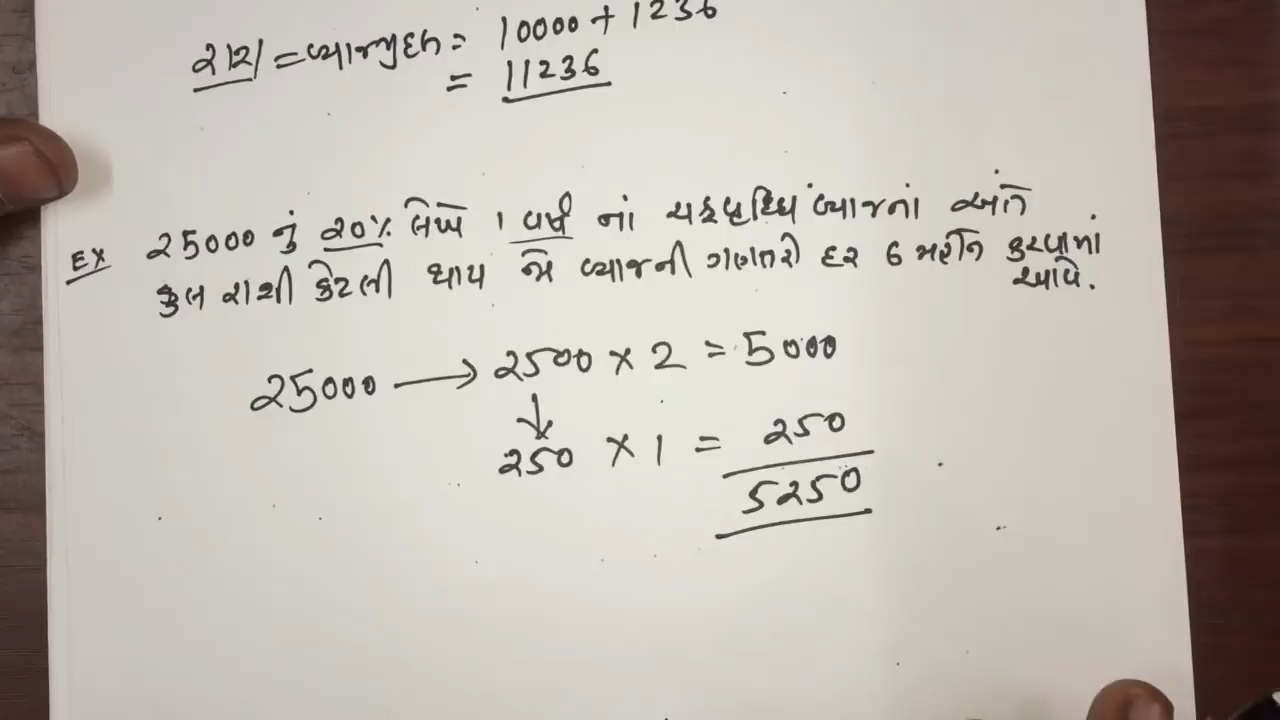 રાશી = વ્યાજમુદલ = 10000 + 1236
= 11236
EX 25000 નું 20% લેખે 1 વર્ષ નાં ચક્રવૃધ્ધિ વ્યાજનાં અંતે
કુલ રાશી કેટલી થાય જો વ્યાજની ગણતરી દર 6 મહીને કરવામાં
આવે.
25000 → 2500 × 2 = 5000
↓
250 × 1 = 250
5250